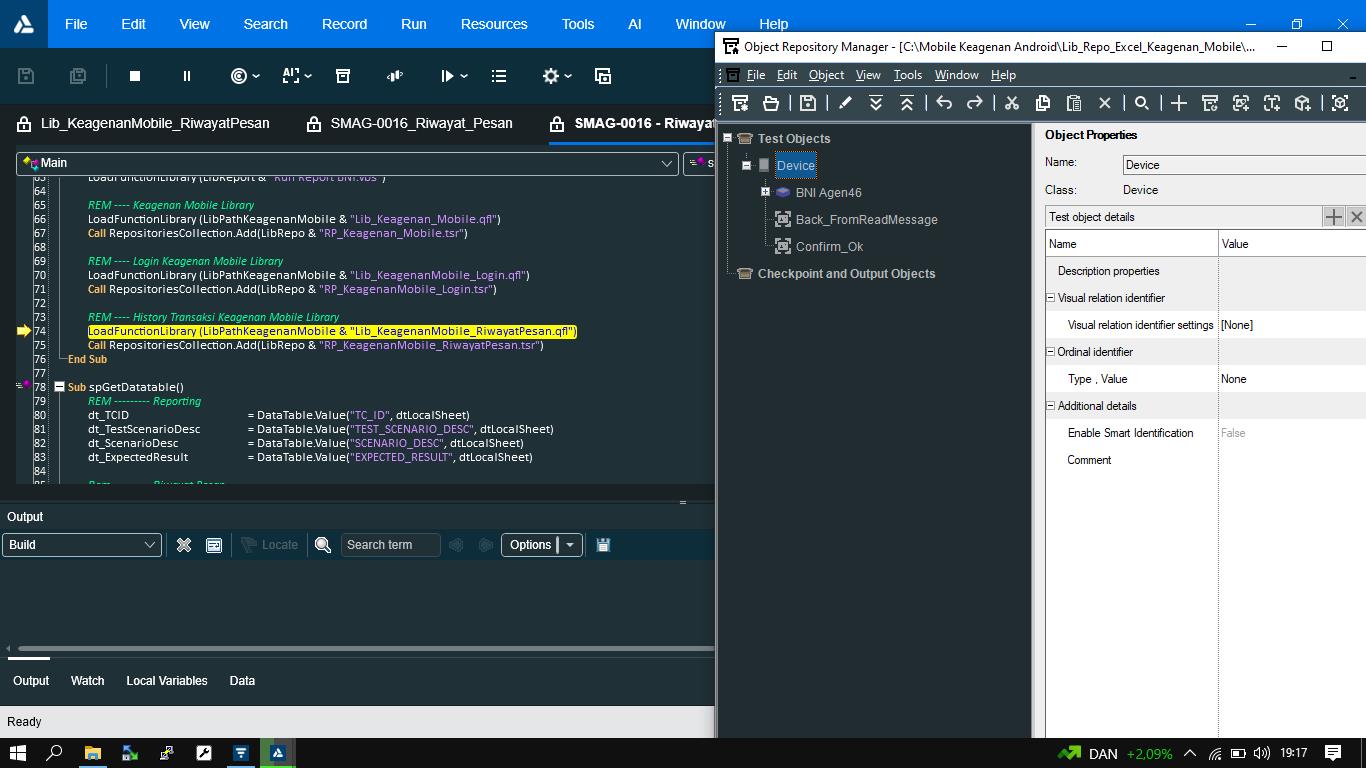 File Edit View Search Record Run Resources Tools AI Window Help
Lib_KeagenanMobile_RiwayatPesan SMAG-0016_Riwayat_Pesan SMAG-0016 - Riwaya
Main
63 LoadFunctionLibrary (LibReport & "Run Report BNI.vbs")
64
65 REM ---- Keagenan Mobile Library
66 LoadFunctionLibrary (LibPathKeagenanMobile & "Lib_Keagenan_Mobile.qfl")
67 Call RepositoriesCollection.Add(LibRepo & "RP_Keagenan_Mobile.tsr")
68
69 REM ---- Login Keagenan Mobile Library
70 LoadFunctionLibrary (LibPathKeagenanMobile & "Lib_KeagenanMobile_Login.qfl")
71 Call RepositoriesCollection.Add(LibRepo & "RP_KeagenanMobile_Login.tsr")
72
73 REM ---- History Transaksi Keagenan Mobile Library
74 LoadFunctionLibrary (LibPathKeagenanMobile & "Lib_KeagenanMobile_RiwayatPesan.qfl")
75 Call RepositoriesCollection.Add(LibRepo & "RP_KeagenanMobile_RiwayatPesan.tsr")
76 End Sub
77
78 Sub spGetDatatable()
79 REM --------- Reporting
80 dt_TCID = DataTable.Value("TC_ID", dtLocalSheet)
81 dt_TestScenarioDesc = DataTable.Value("TEST_SCENARIO_DESC", dtLocalSheet)
82 dt_ScenarioDesc = DataTable.Value("SCENARIO_DESC", dtLocalSheet)
83 dt_ExpectedResult = DataTable.Value("EXPECTED_RESULT", dtLocalSheet)
84
Output
Build Locate Search term Options
Output Watch Local Variables Data
Ready
Object Repository Manager - [C:\Mobile Keagenan Android\Lib_Repo_Excel_Keagenan_Mobile\...
File Edit Object View Tools Window Help
Test Objects
Device
BNI Agen46
Back_FromReadMessage
Confirm_Ok
Checkpoint and Output Objects
Object Properties
Name: Device
Class: Device
Test object details
Name Value
Description properties
Visual relation identifier
Visual relation identifier settings [None]
Ordinal identifier
Type , Value None
Additional details
Enable Smart Identification False
Comment
DAN +2,09% 19:17